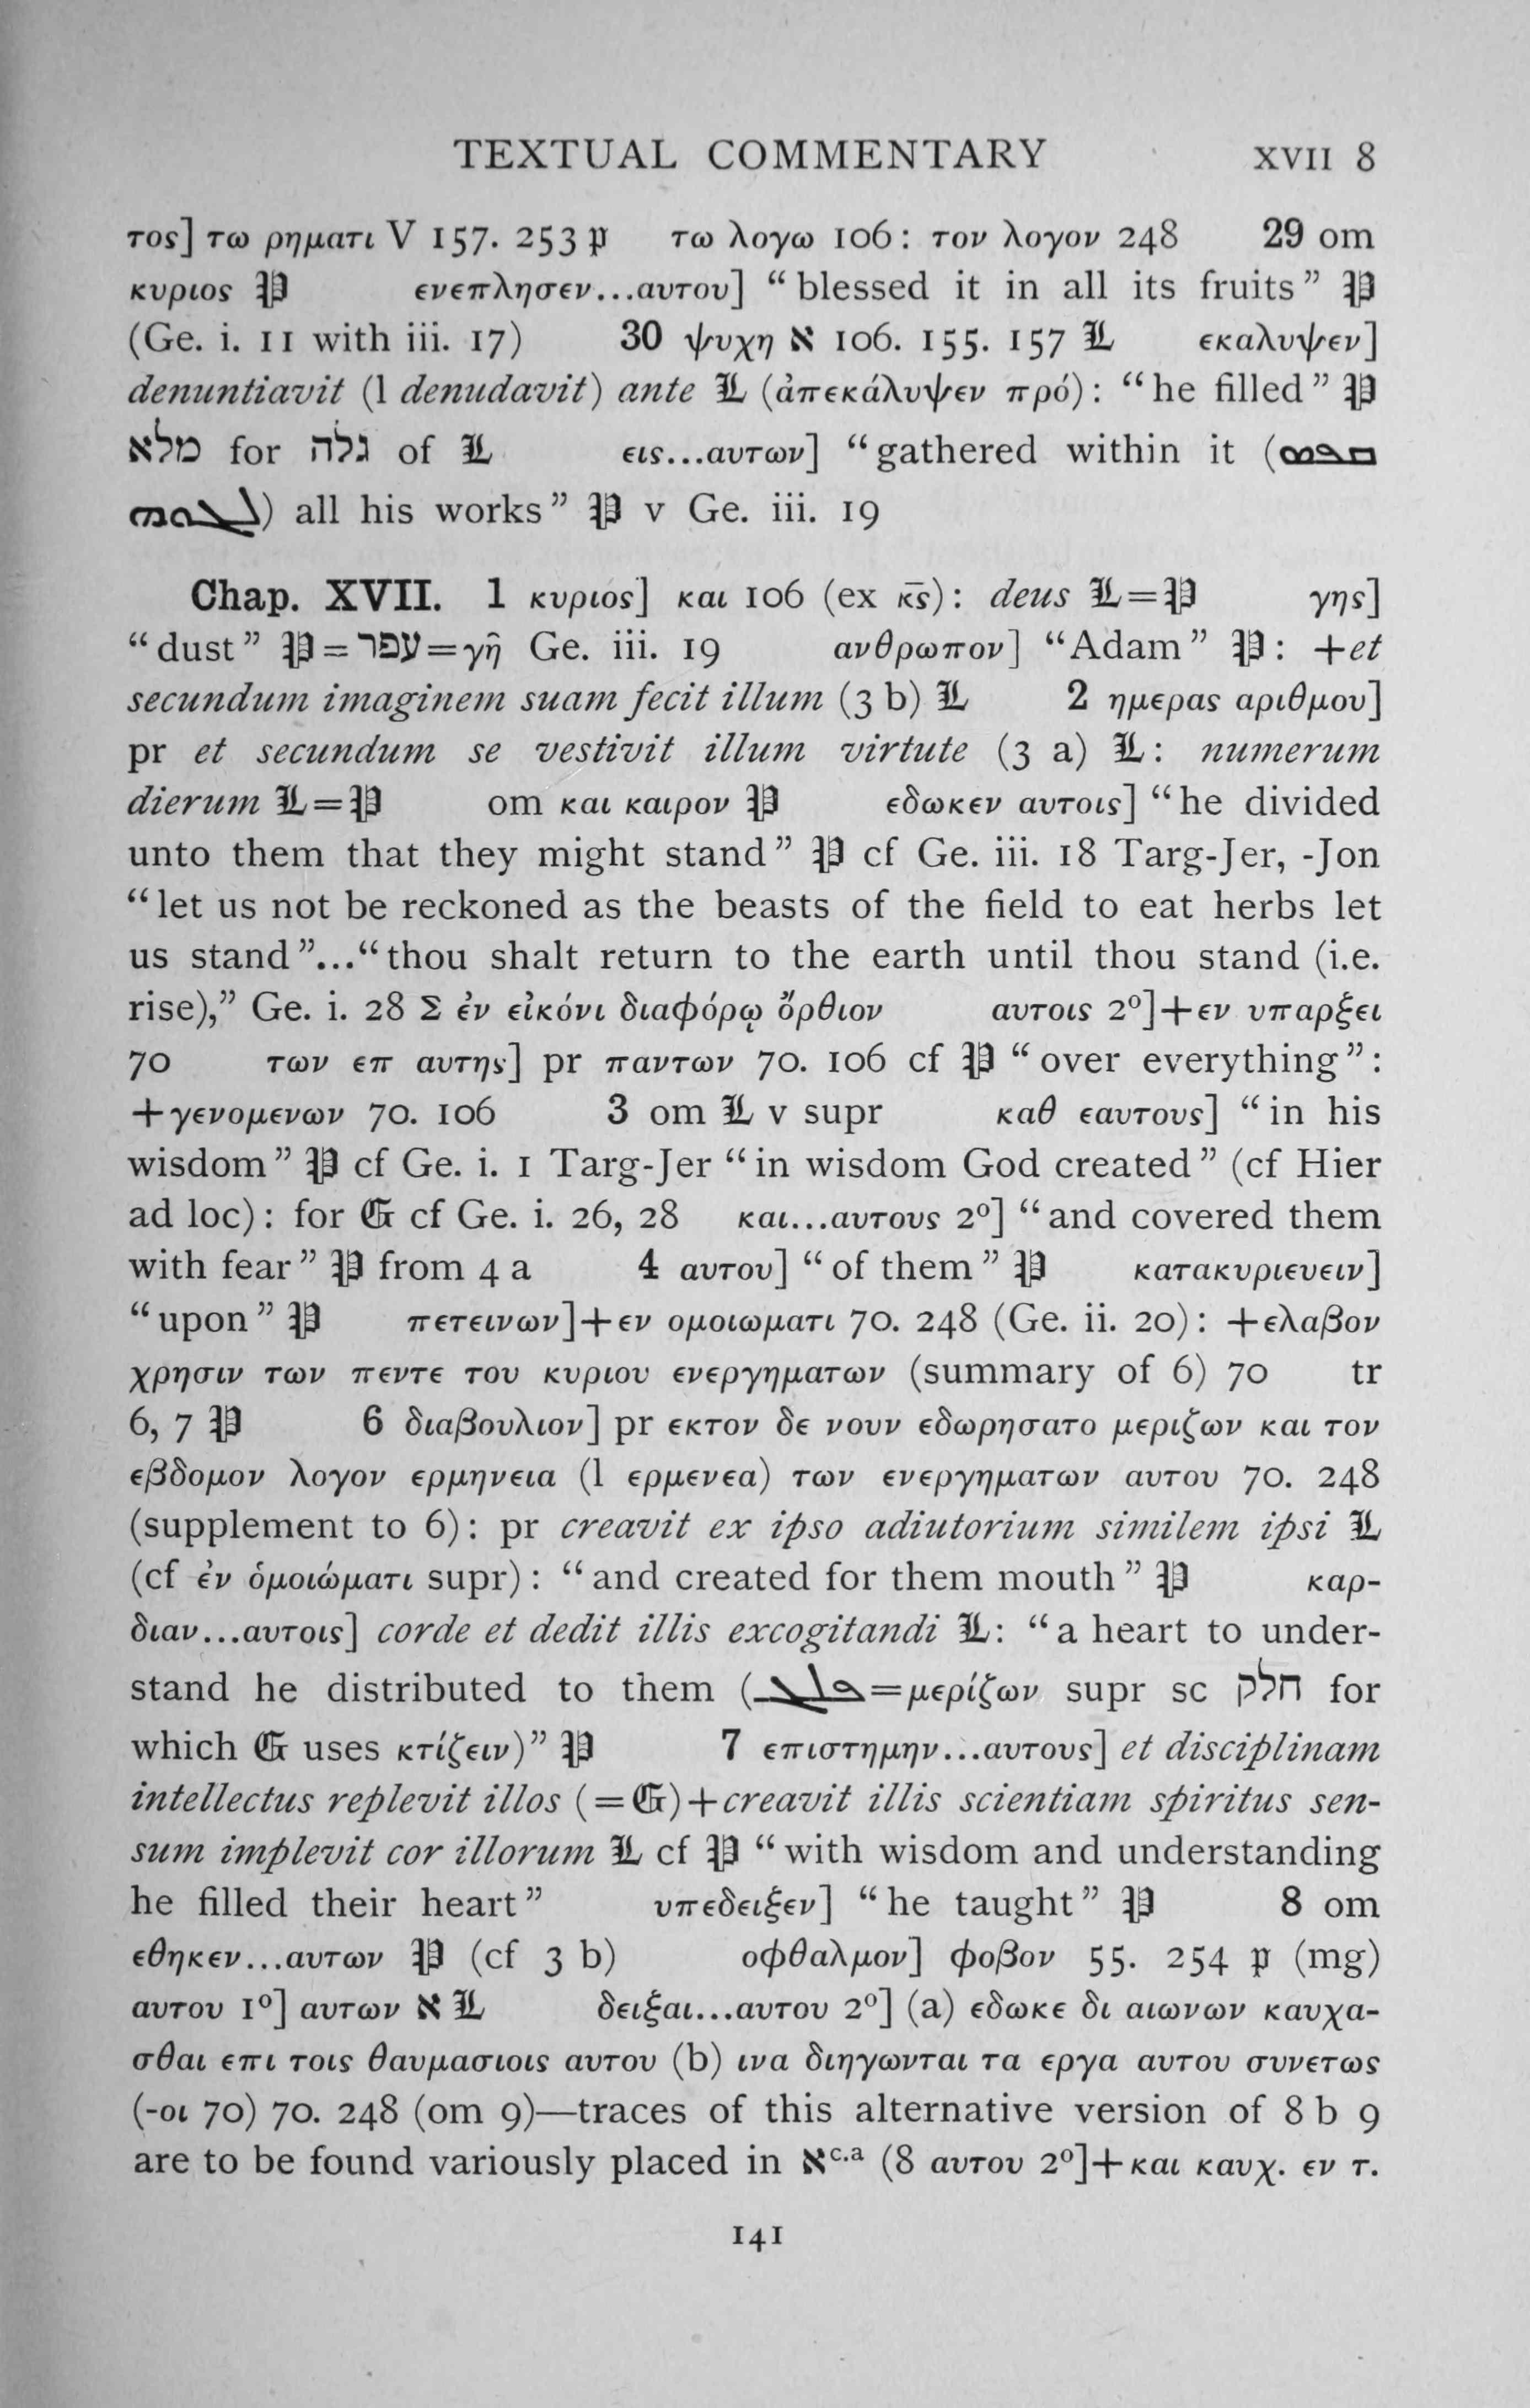 τος] τω ρηματι V 157. 253 𝔭 τω λογω 106: τον λογον 248 29 om
κυριος 𝔓 ενεπλησεν...αυτου] “blessed it in all its fruits” 𝔓
(Ge. i. 11 with iii. 17) 30 ψυχη א 106. 155. 157 𝕷 εκαλυψεν]
denuntiavit (l denudavit) ante 𝕷 (ἀπεκάλυψεν πρό): “he filled” 𝔓
מלא for גלה of 𝕷 εις...αυτων] “gathered within it (
) all his works” 𝔓 v Ge. iii. 19
Chap. XVII. 1 κυριος] και 106 (ex κ̅ς̅): deus 𝕷=𝔓 γης]
“dust” 𝔓=עפר=γῆ Ge. iii. 19 ανθρωπον] “Adam” 𝔓: +et
secundum imaginem suam fecit illum (3 b) 𝕷 2 ημερας αριθμου]
pr et secundum se vestivit illum virtute (3 a) 𝕷: numerum
dierum 𝕷=𝔓 om και καιρον 𝔓 εδωκεν αυτοις] “he divided
unto them that they might stand” 𝔓 cf Ge. iii. 18 Targ-Jer, -Jon
“let us not be reckoned as the beasts of the field to eat herbs let
us stand”...“thou shalt return to the earth until thou stand (i.e.
rise),” Ge. i. 28 Σ ἐν εἰκόνι διαφόρῳ ὄρθιον αυτοις 2º]+εν υπαρξει
70 των επ αυτης] pr παντων 70. 106 cf 𝔓 “over everything”:
+γενομενων 70. 106 3 om 𝕷 v supr καθ εαυτους] “in his
wisdom” 𝔓 cf Ge. i. 1 Targ-Jer “in wisdom God created” (cf Hier
ad loc): for 𝕲 cf Ge. i. 26, 28 και...αυτους 2º] “and covered them
with fear” 𝔓 from 4 a 4 αυτου] “of them” 𝔓 κατακυριευειν]
“upon” 𝔓 πετεινων]+εν ομοιωματι 70. 248 (Ge. ii. 20): +ελαβον
χρησιν των πεντε του κυριου ενεργηματων (summary of 6) 70 tr
6, 7 𝔓 6 διαβουλιον] pr εκτον δε νουν εδωρησατο μεριζων και τον
εβδομον λογον ερμηνεια (l ερμενεα) των ενεργηματων αυτου 70. 248
(supplement to 6): pr creavit ex ipso adiutorium similem ipsi 𝕷
(cf ἐν ὁμοιώματι supr): “and created for them mouth” 𝔓 καρ-
διαν...αυτοις] corde et dedit illis excogitandi 𝕷: “a heart to under-
stand he distributed to them (ܦܠܓ=μερίζων supr sc חלק for
which 𝕲 uses κτίζειν)” 𝔓 7 επιστημην...αυτους] et disciplinam
intellectus replevit illos (=𝕲)+creavit illis scientiam spiritus sen-
sum implevit cor illorum 𝕷 cf 𝔓 “with wisdom and understanding
he filled their heart” υπεδειξεν] “he taught” 𝔓 8 om
εθηκεν...αυτων 𝔓 (cf 3 b) οφθαλμον] φοβον 55. 254 𝔭 (mg)
αυτου 1º] αυτων א 𝕷 δειξαι...αυτου 2º] (a) εδωκε δι αιωνων καυχα-
σθαι επι τοις θαυμασιοις αυτου (b) ινα διηγωνται τα εργα αυτου συνετως
(-οι 70) 70. 248 (om 9)—traces of this alternative version of 8 b 9
are to be found variously placed in א c.a (8 αυτου 2º]+και καυχ. εν τ.
141
TEXTUAL COMMENTARY XVII 8